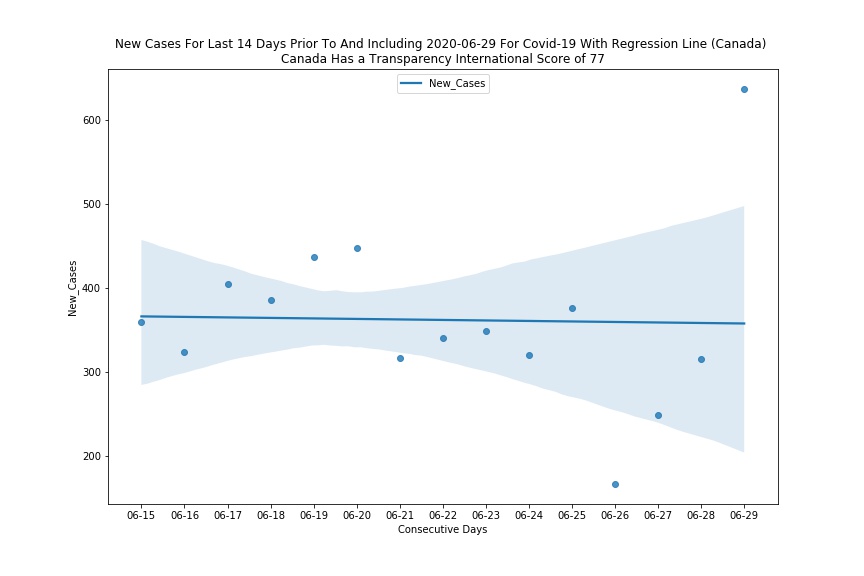 New Cases For Last 14 Days Prior To And Including 2020-06-29 For Covid-19 With Regression Line (Canada)
Canada Has a Transparency International Score of 77
New_Cases
New_Cases
600
500
400
300
200
06-15 06-16 06-17 06-18 06-19 06-20 06-21 06-22 06-23 06-24 06-25 06-26 06-27 06-28 06-29
Consecutive Days